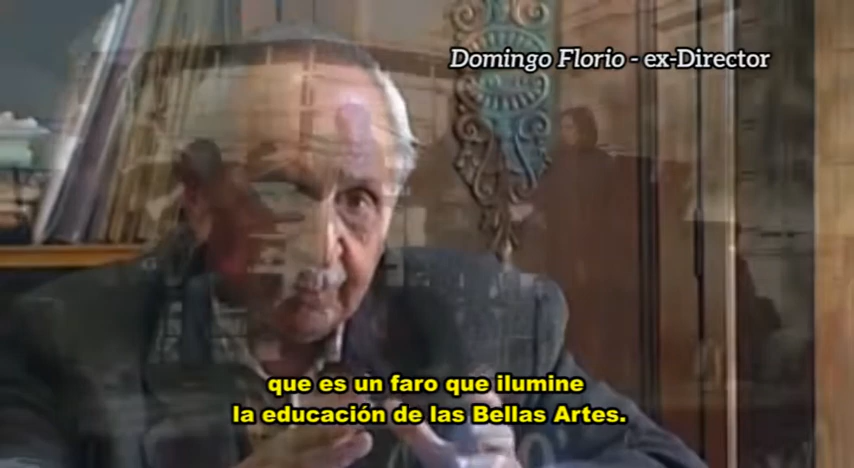 Domingo Florio - ex-Director
que es un faro que ilumine
la educación de las Bellas Artes.